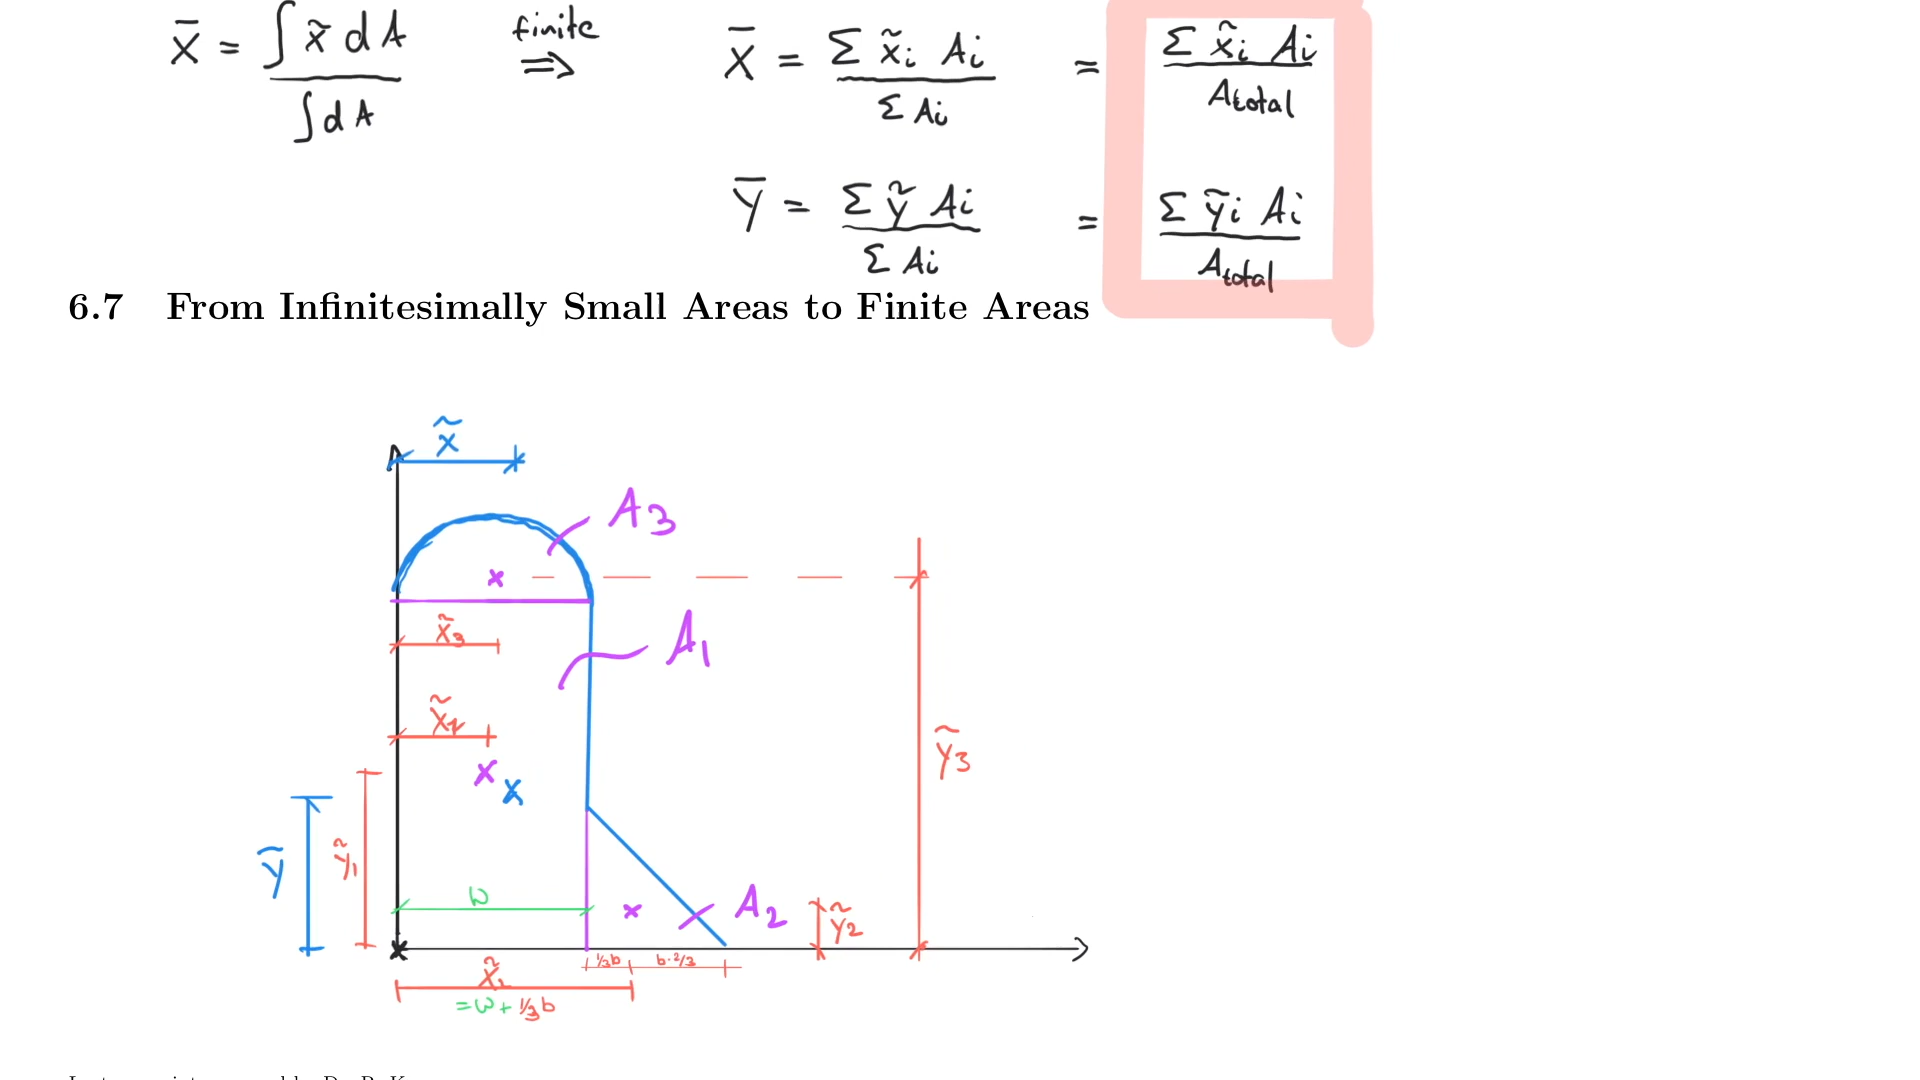 x̄ = ∫ x̃ dA / ∫ dA finite ⇒ x̄ = Σ x̃i Ai / Σ Ai = Σ x̃i Ai / Atotal
ȳ = Σ ỹ Ai / Σ Ai = Σ ỹi Ai / Atotal
6.7 From Infinitesimally Small Areas to Finite Areas
x̃
A3
x̃3
A1
x̃2
ỹ3
ȳ
ỹ1
ω
A2
ỹ2
1/3b b·2/3
= ω + 1/3b